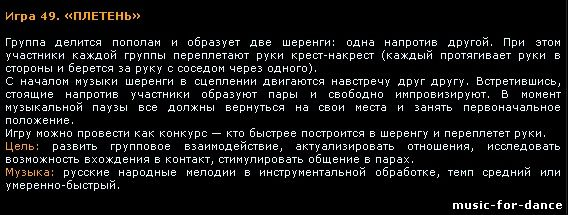 Игра 49. «ПЛЕТЕНЬ»
Группа делится пополам и образует две шеренги: одна напротив другой. При этом
участники каждой группы переплетают руки крест-накрест (каждый протягивает руки в
стороны и берется за руку с соседом через одного).
С началом музыки шеренги в сцеплении двигаются навстречу друг другу. Встретившись,
стоящие напротив участники образуют пары и свободно импровизируют. В момент
музыкальной паузы все должны вернуться на свои места и занять первоначальное
положение.
Игру можно провести как конкурс — кто быстрее построится в шеренгу и переплетет руки.
Цель: развить групповое взаимодействие, актуализировать отношения, исследовать
возможность вхождения в контакт, стимулировать общение в парах.
Музыка: русские народные мелодии в инструментальной обработке, темп средний или
умеренно-быстрый.
music-for-dance